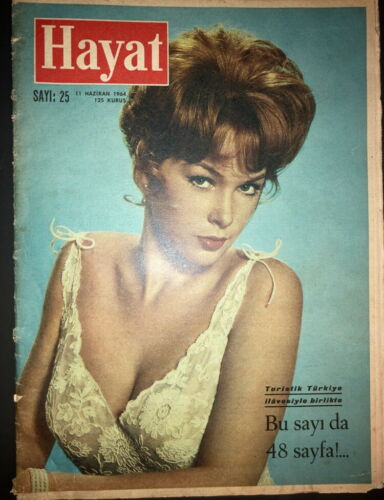 Hayat
SAYI: 25
11 HAZİRAN 1964
125 KURUŞ
Turistik Türkiye
ilâvesiyle birlikte
Bu sayı da
48 sayfa!...